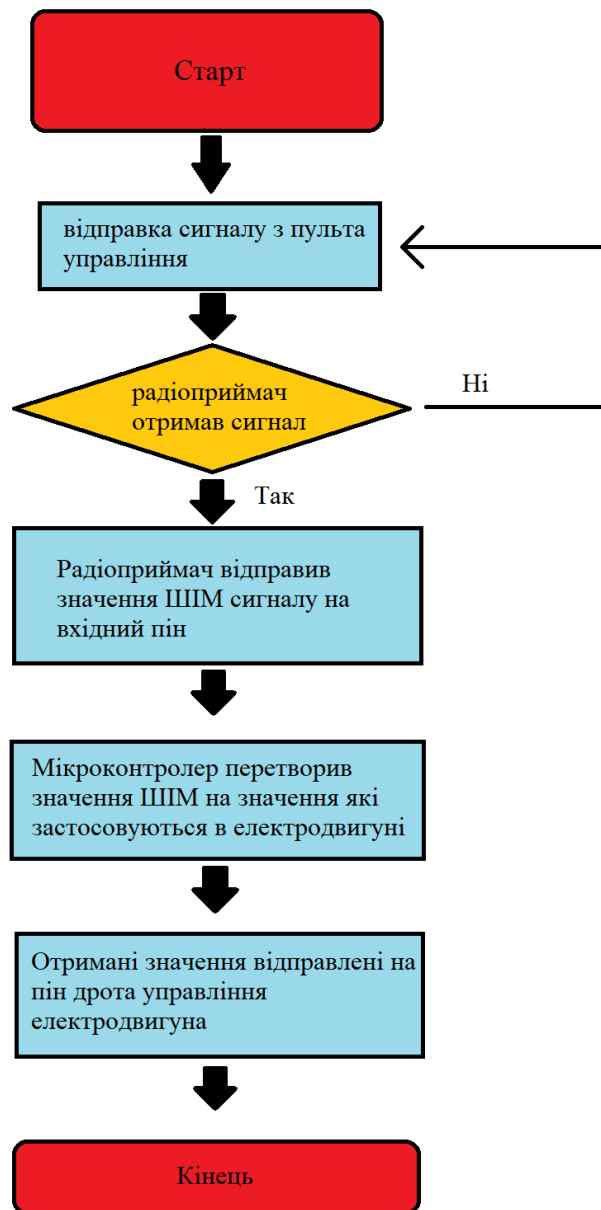 Старт
відправка сигналу з пульта
управління
радіоприймач
отримав сигнал
Ні
Так
Радіоприймач відправив
значення ШІМ сигналу на
вхідний пін
Мікроконтролер перетворив
значення ШІМ на значення які
застосовуються в електродвигуні
Отримані значення відправлені на
пін дрота управління
електродвигуна
Кінець